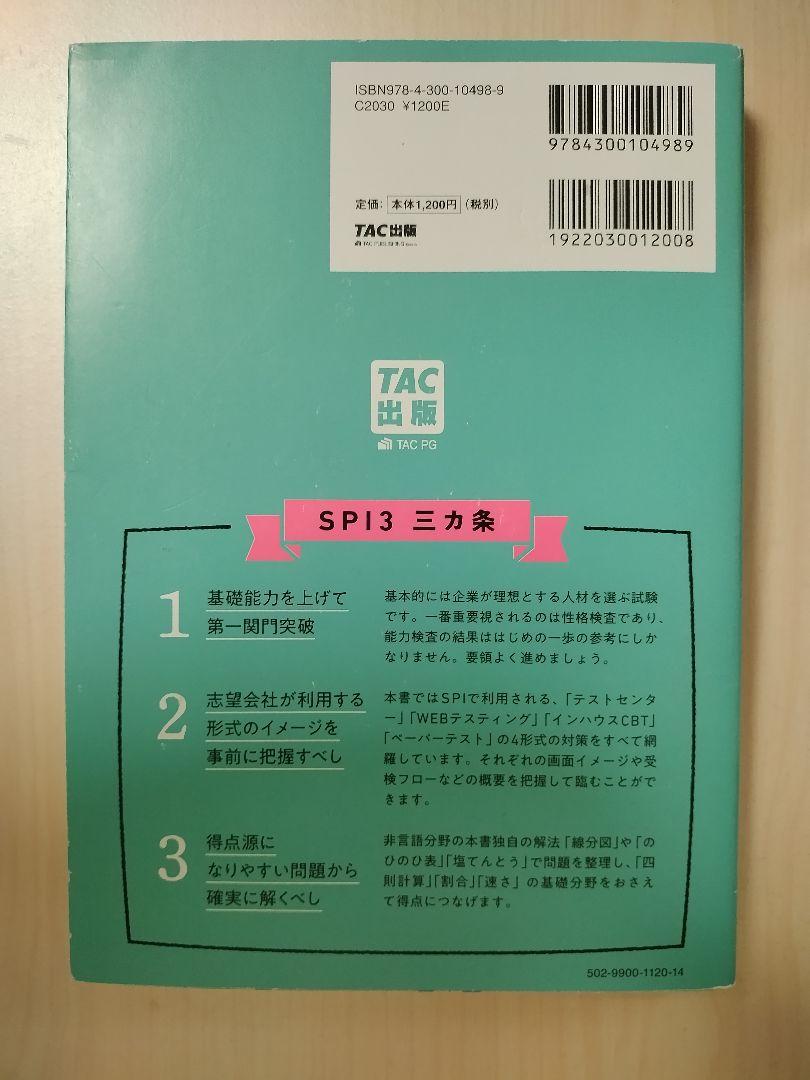 ISBN978-4-300-10498-9
C2030 ¥1200E
9784300104989
定価： 本体1,200円 （税別）
TAC出版
1922030012008
TAC
出版
TAC PG
SPI3 三カ条
1
基礎能力を上げて
第一関門突破
基本的には企業が理想とする人材を選ぶ試験
です。一番重要視されるのは性格検査であり、
能力検査の結果ははじめの一歩の参考にしか
なりません。要領よく進めましょう。
2
志望会社が利用する
形式のイメージを
事前に把握すべし
本書ではSPIで利用される、「テストセンタ
ー」「WEBテスティング」「インハウスCBT」
「ペーパーテスト」の4形式の対策をすべて網
羅しています。それぞれの画面イメージや受
検フローなどの概要を把握して臨むことがで
きます。
3
得点源に
なりやすい問題から
確実に解くべし
非言語分野の本書独自の解法「線分図」や「の
ひのひ表」「塩てんとう」で問題を整理し、「四
則計算」「割合」「速さ」の基礎分野をおさえ
て得点につなげます。
502-9900-1120-14